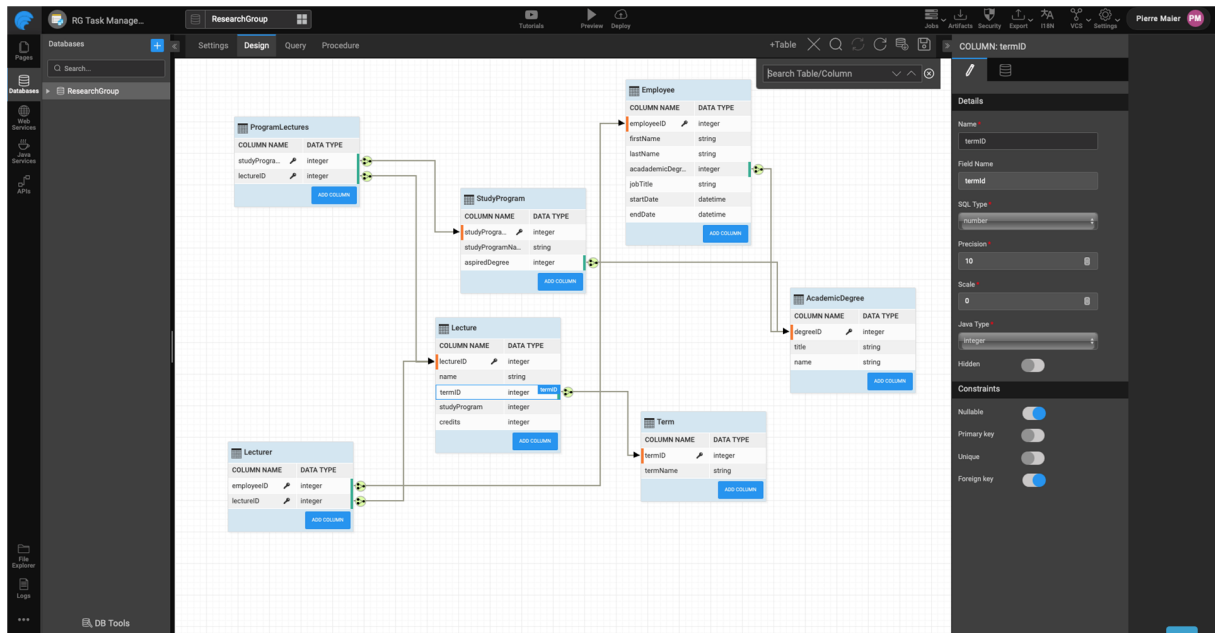 RG Task Manage...
ResearchGroup
Tutorials
Preview
Deploy
Jobs
Artifacts
Security
Export
I18N
VCS
Settings
Pierre Maier
PM
Pages
Databases
Web
Services
Java
Services
APIs
File
Explorer
Logs
Databases
+
Search...
ResearchGroup
DB Tools
Settings
Design
Query
Procedure
+Table
Search Table/Column
ProgramLectures
COLUMN NAME DATA TYPE
studyProgra... integer
lectureID integer
ADD COLUMN
StudyProgram
COLUMN NAME DATA TYPE
studyProgra... integer
studyProgramNa... string
aspiredDegree integer
ADD COLUMN
Employee
COLUMN NAME DATA TYPE
employeeID integer
firstName string
lastName string
acadademicDegr... integer
jobTitle string
startDate datetime
endDate datetime
ADD COLUMN
AcademicDegree
COLUMN NAME DATA TYPE
degreeID integer
title string
name string
ADD COLUMN
Lecture
COLUMN NAME DATA TYPE
lectureID integer
name string
termID integer termID
studyProgram integer
credits integer
ADD COLUMN
Term
COLUMN NAME DATA TYPE
termID integer
termName string
ADD COLUMN
Lecturer
COLUMN NAME DATA TYPE
employeeID integer
lectureID integer
ADD COLUMN
COLUMN: termID
Details
Name*
termID
Field Name
termId
SQL Type*
number
Precision*
10
Scale*
0
Java Type*
integer
Hidden
Constraints
Nullable
Primary key
Unique
Foreign key